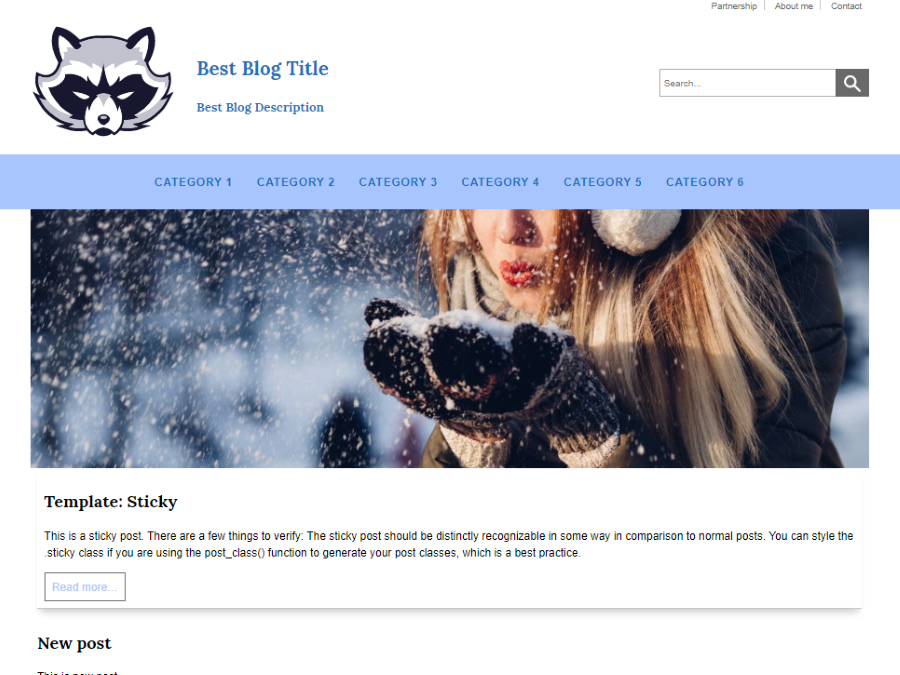 Partnership About me Contact
Best Blog Title
Search...
Best Blog Description
CATEGORY 1 CATEGORY 2 CATEGORY 3 CATEGORY 4 CATEGORY 5 CATEGORY 6
Template: Sticky
This is a sticky post. There are a few things to verify: The sticky post should be distinctly recognizable in some way in comparison to normal posts. You can style the
.sticky class if you are using the post_class() function to generate your post classes, which is a best practice.
Read more...
New post
This is new post